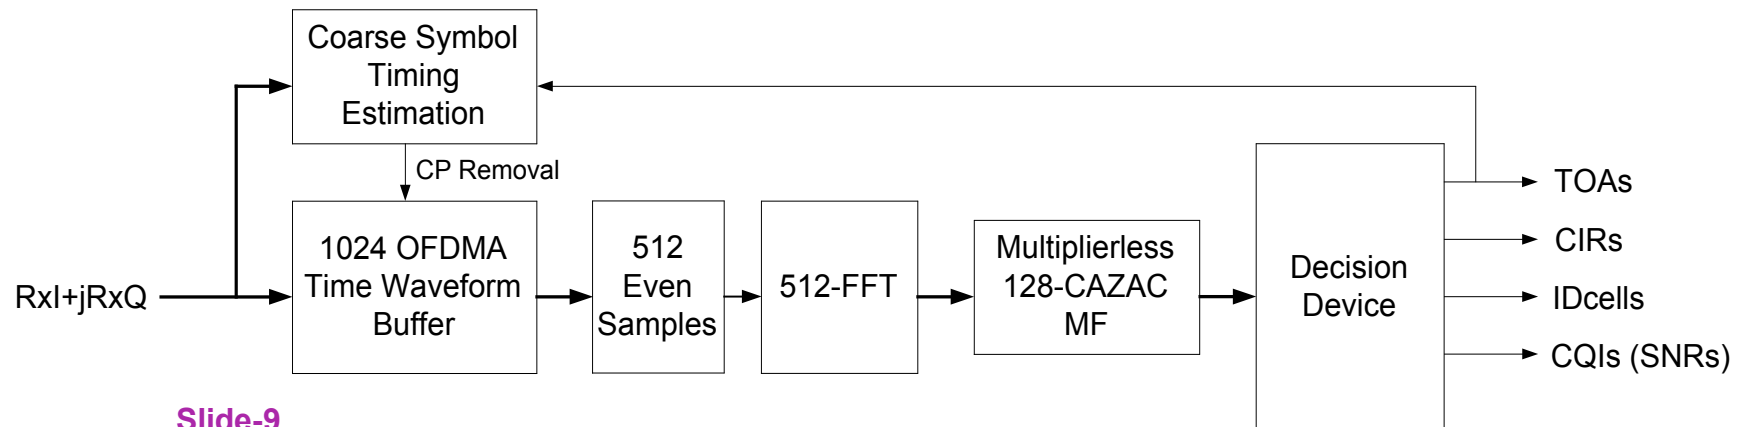 Coarse Symbol
Timing
Estimation
CP Removal
RxI+jRxQ
1024 OFDMA
Time Waveform
Buffer
512
Even
Samples
512-FFT
Multiplierless
128-CAZAC
MF
Decision
Device
TOAs
CIRs
IDcells
CQIs (SNRs)
Slide-9